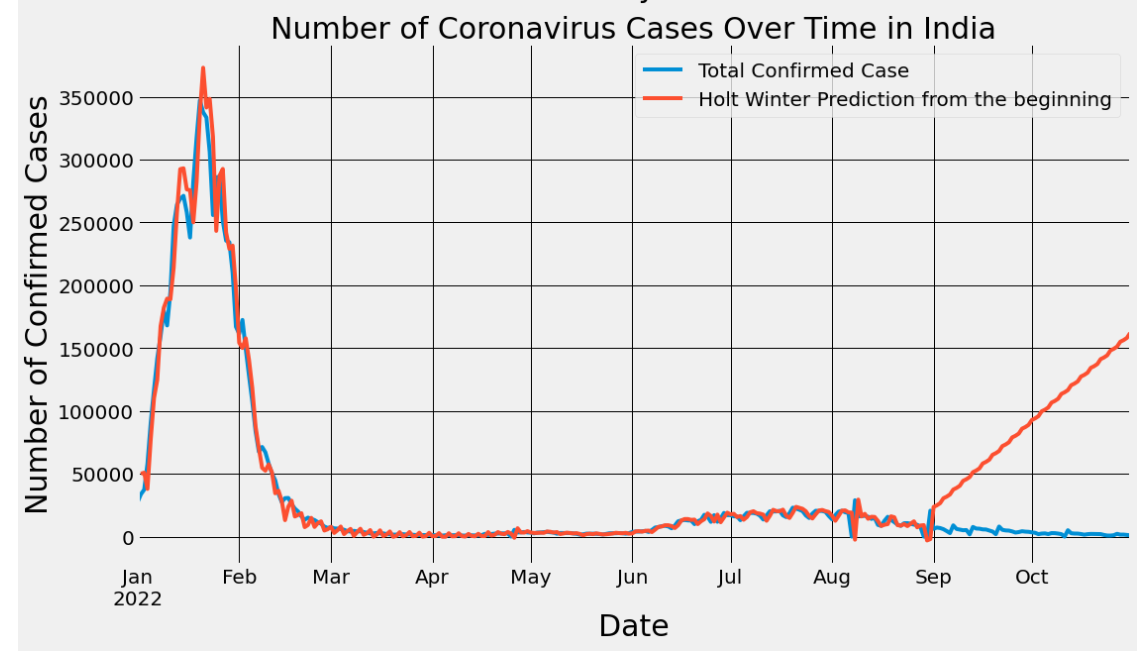 Number of Coronavirus Cases Over Time in India
Total Confirmed Case
Holt Winter Prediction from the beginning
Number of Confirmed Cases
350000
300000
250000
200000
150000
100000
50000
0
Jan Feb Mar Apr May Jun Jul Aug Sep Oct
2022
Date